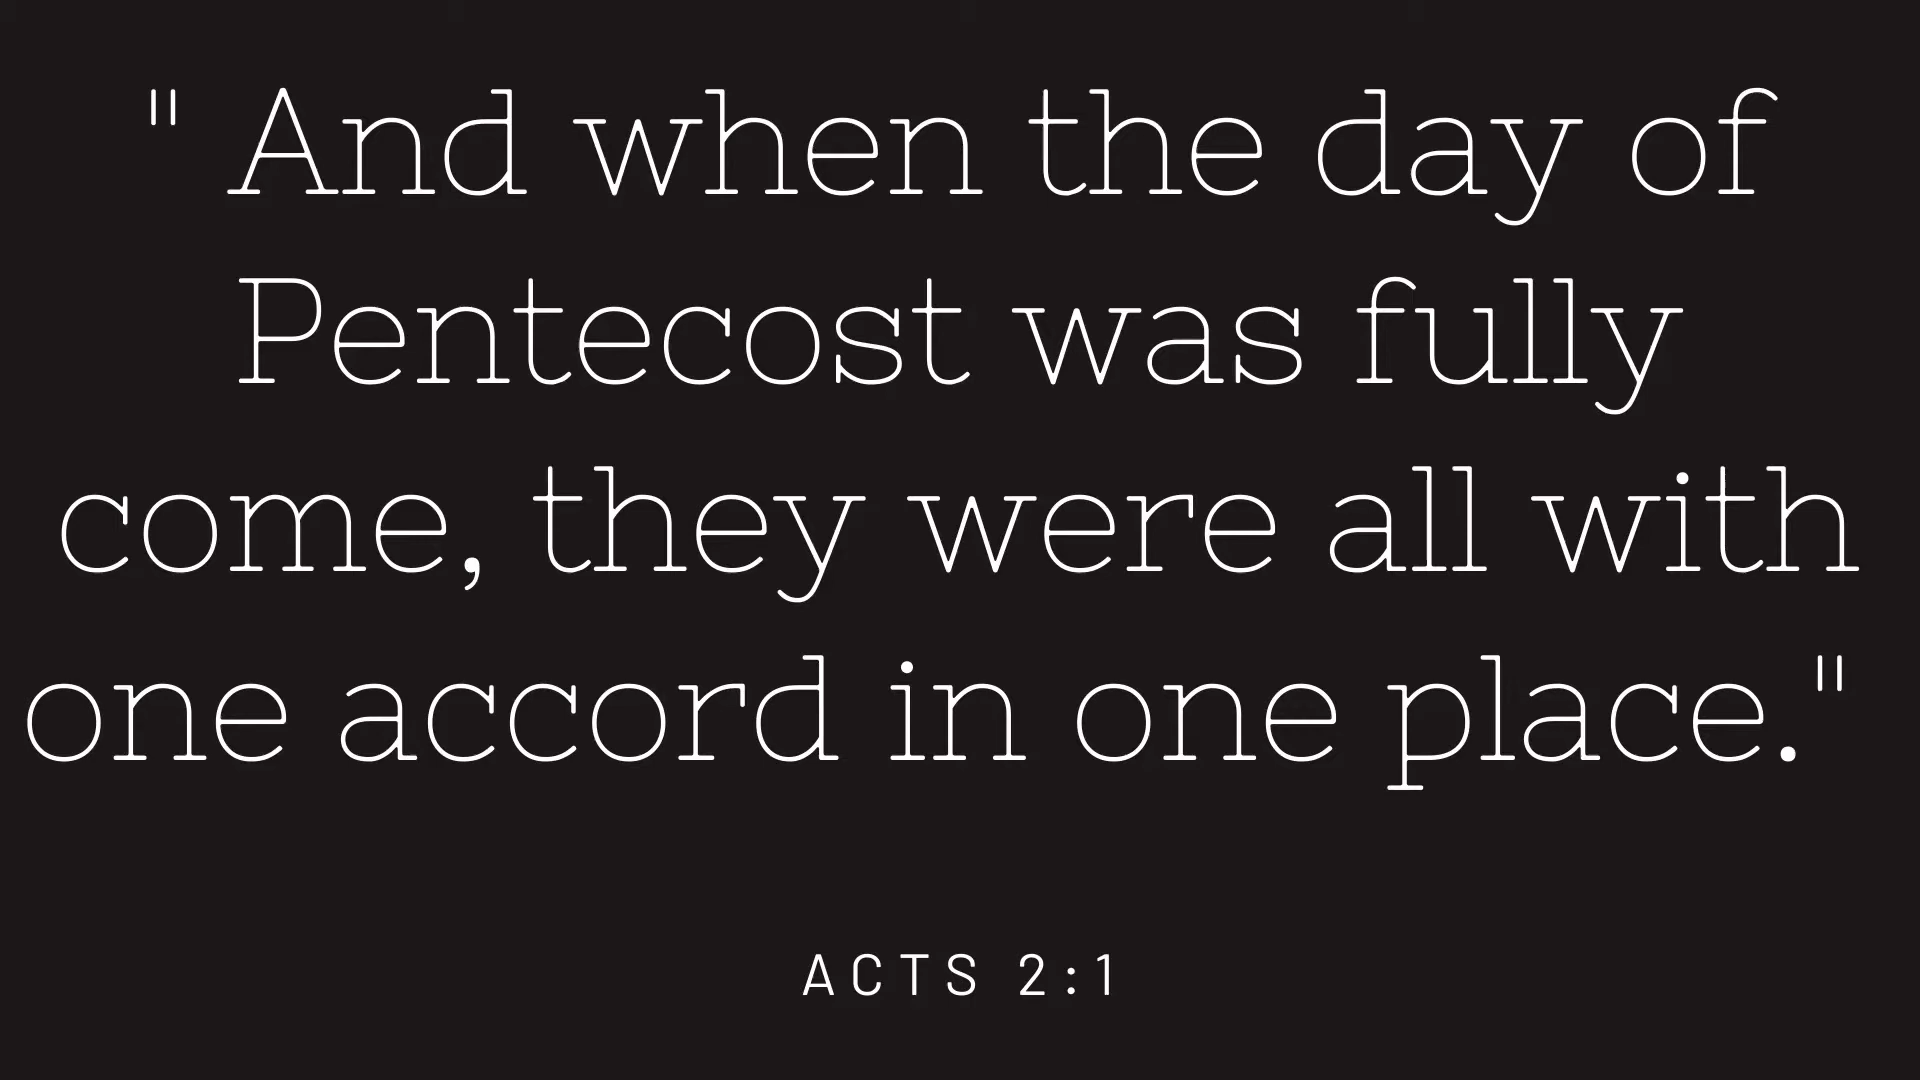 " And when the day of
Pentecost was fully
come, they were all with
one accord in one place."
ACTS 2:1